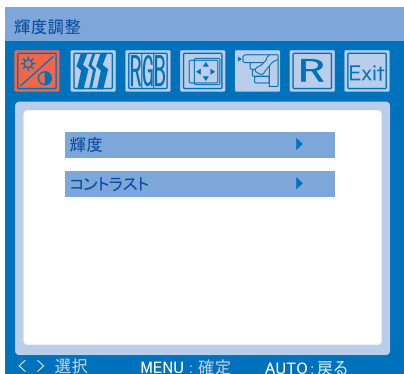 輝度調整
RGB R Exit
輝度
コントラスト
< > 選択 MENU : 確定 AUTO : 戻る